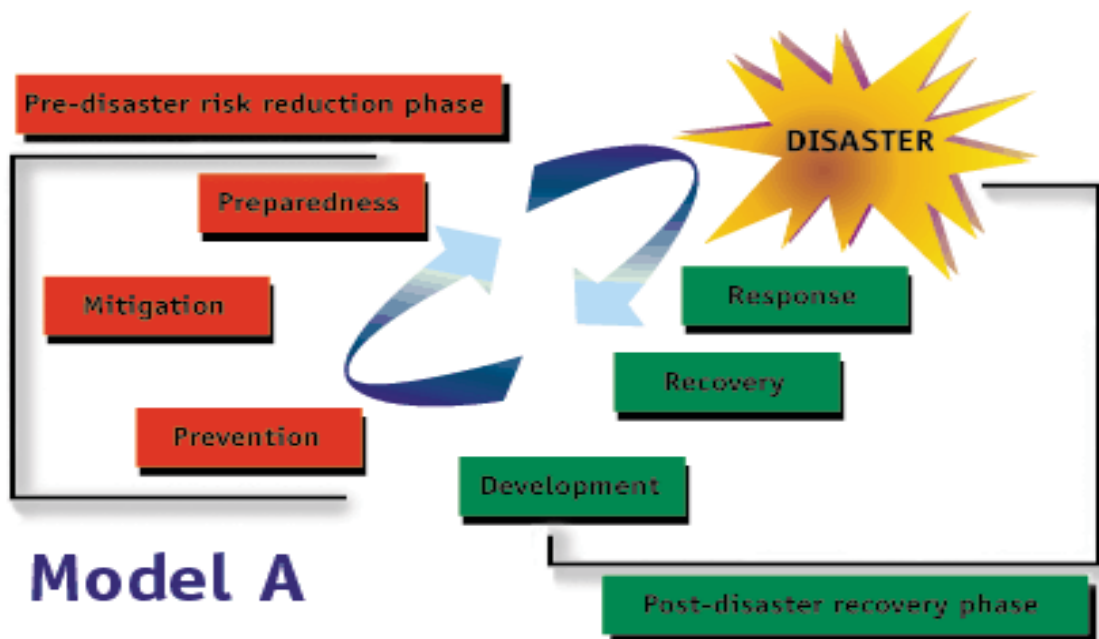 Pre-disaster risk reduction phase
DISASTER
Preparedness
Mitigation
Prevention
Response
Recovery
Development
Model A
Post-disaster recovery phase